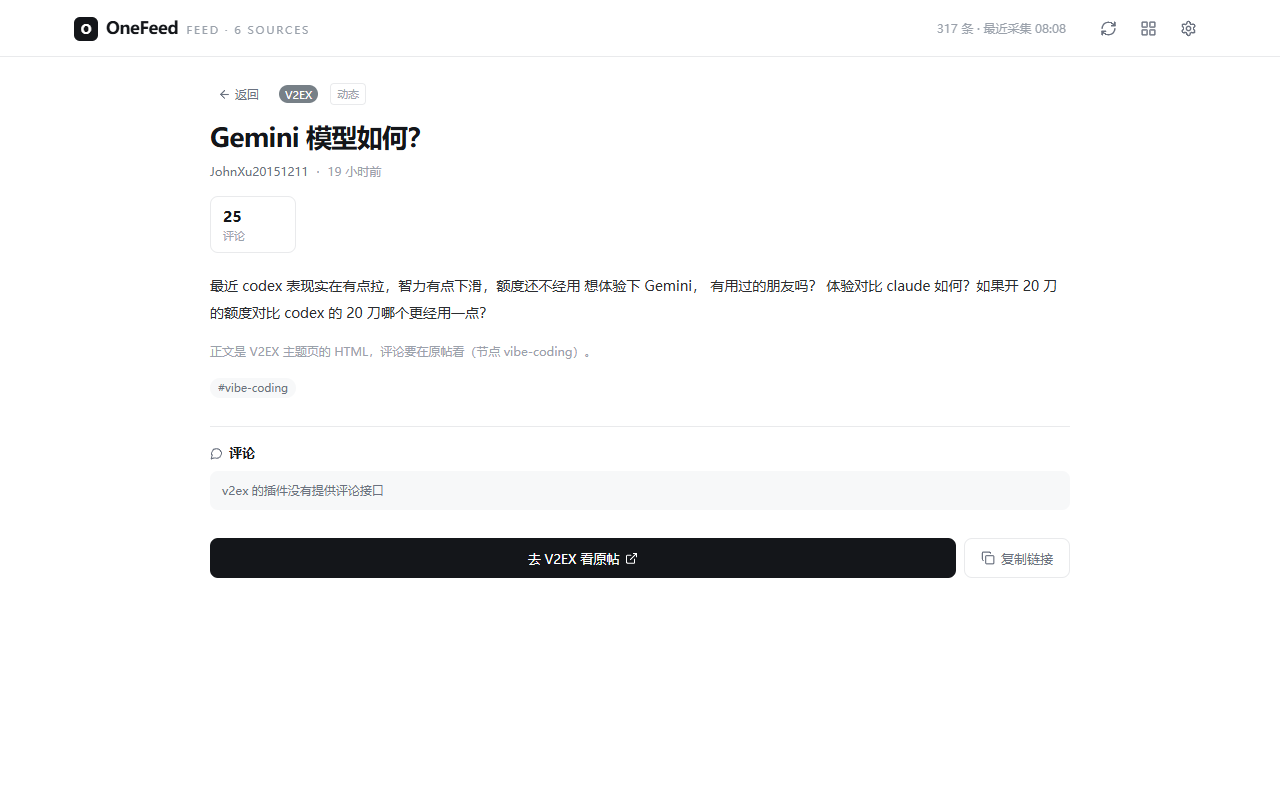 O OneFeed FEED · 6 SOURCES
317 条 · 最近采集 08:08
返回 V2EX 动态
Gemini 模型如何？
JohnXu20151211 · 19 小时前
25
评论
最近 codex 表现实在有点拉，智力有点下滑，额度还不经用 想体验下 Gemini， 有用过的朋友吗？ 体验对比 claude 如何？如果开 20 刀
的额度对比 codex 的 20 刀哪个更经用一点？
正文是 V2EX 主题页的 HTML，评论要在原帖看（节点 vibe-coding）。
#vibe-coding
评论
v2ex 的插件没有提供评论接口
去 V2EX 看原帖
复制链接